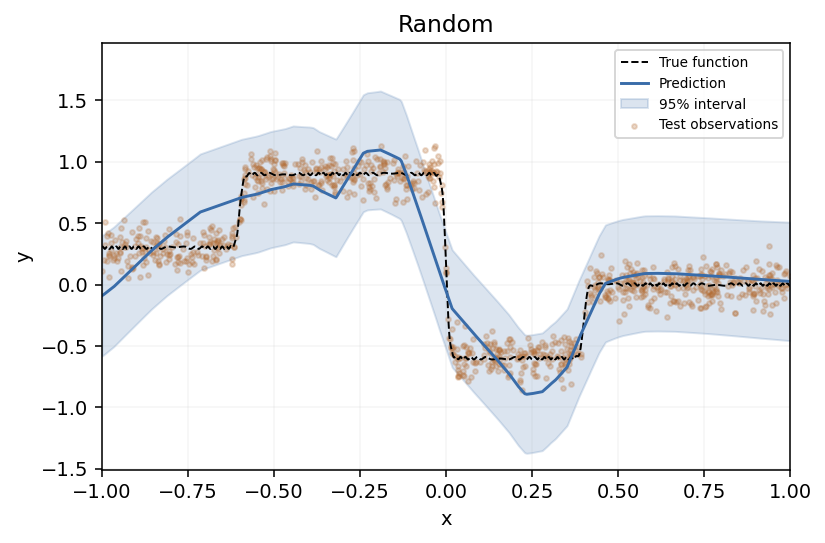 Random
True function
Prediction
95% interval
Test observations
1.5
1.0
0.5
0.0
−0.5
−1.0
−1.5
y
−1.00 −0.75 −0.50 −0.25 0.00 0.25 0.50 0.75 1.00
x